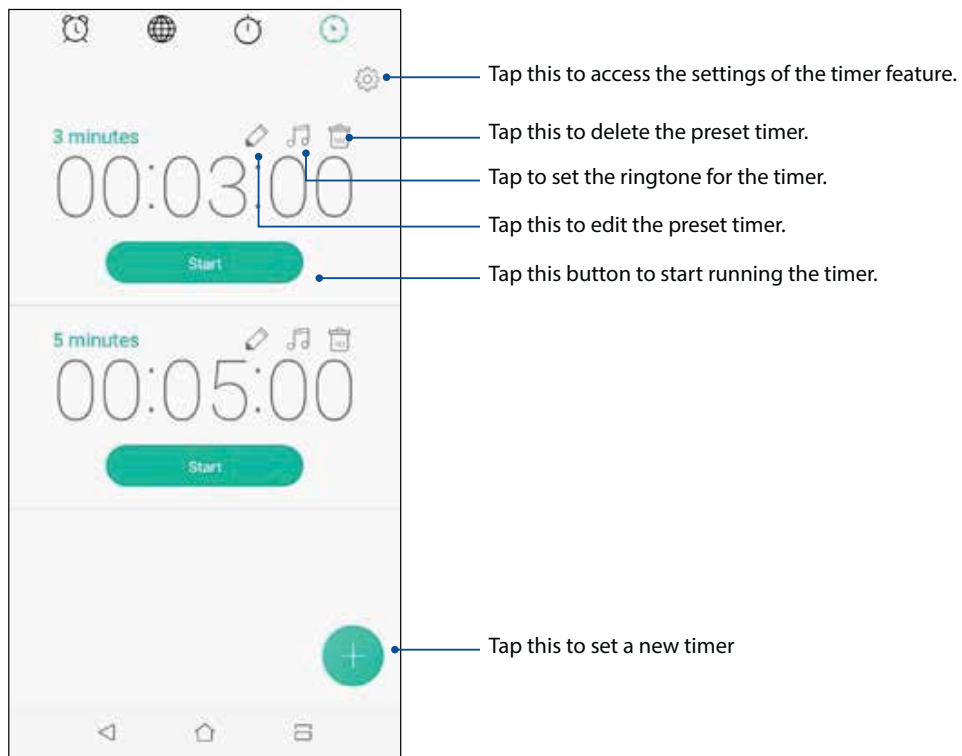 Tap this to access the settings of the timer feature.
3 minutes
Tap this to delete the preset timer.
00:03:00
Tap to set the ringtone for the timer.
Tap this to edit the preset timer.
Start
Tap this button to start running the timer.
5 minutes
00:05:00
Start
Tap this to set a new timer